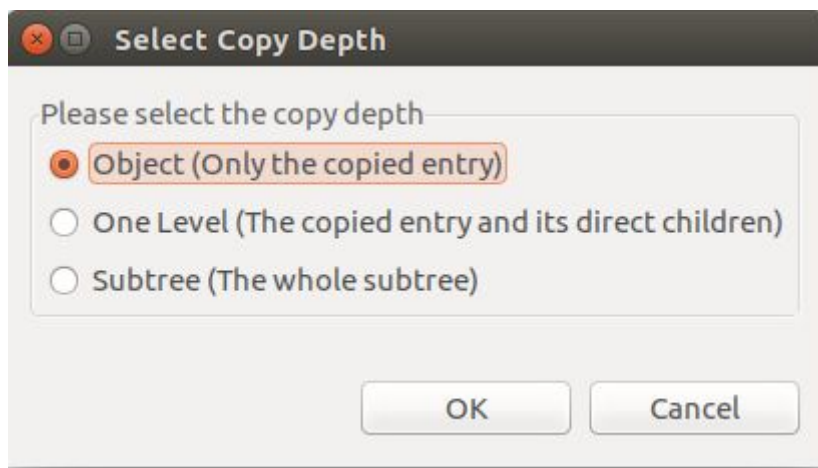 Select Copy Depth
Please select the copy depth
Object (Only the copied entry)
One Level (The copied entry and its direct children)
Subtree (The whole subtree)
OK Cancel